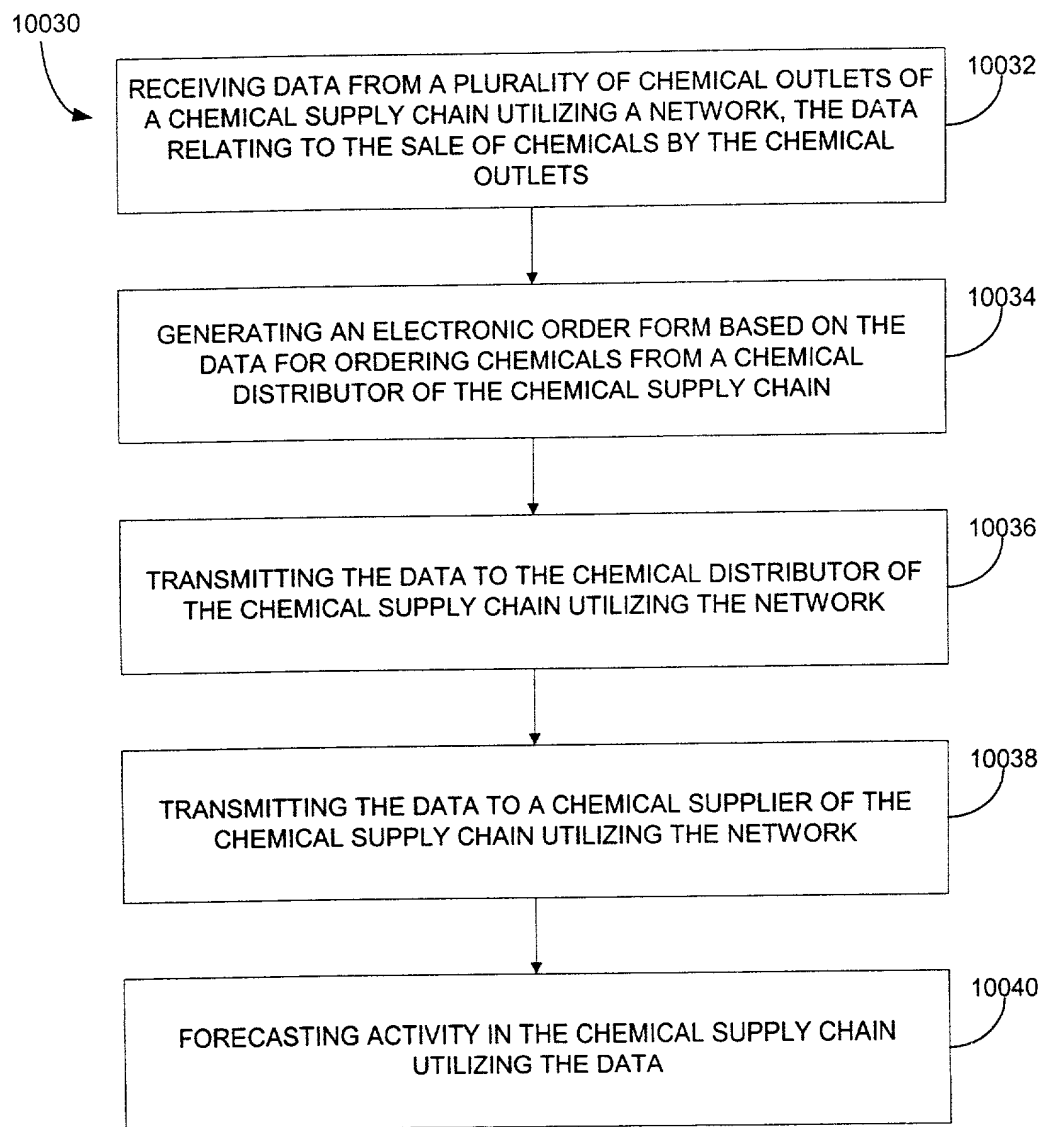 10030
10032
RECEIVING DATA FROM A PLURALITY OF CHEMICAL OUTLETS OF
A CHEMICAL SUPPLY CHAIN UTILIZING A NETWORK, THE DATA
RELATING TO THE SALE OF CHEMICALS BY THE CHEMICAL
OUTLETS
10034
GENERATING AN ELECTRONIC ORDER FORM BASED ON THE
DATA FOR ORDERING CHEMICALS FROM A CHEMICAL
DISTRIBUTOR OF THE CHEMICAL SUPPLY CHAIN
10036
TRANSMITTING THE DATA TO THE CHEMICAL DISTRIBUTOR OF
THE CHEMICAL SUPPLY CHAIN UTILIZING THE NETWORK
10038
TRANSMITTING THE DATA TO A CHEMICAL SUPPLIER OF THE
CHEMICAL SUPPLY CHAIN UTILIZING THE NETWORK
10040
FORECASTING ACTIVITY IN THE CHEMICAL SUPPLY CHAIN
UTILIZING THE DATA